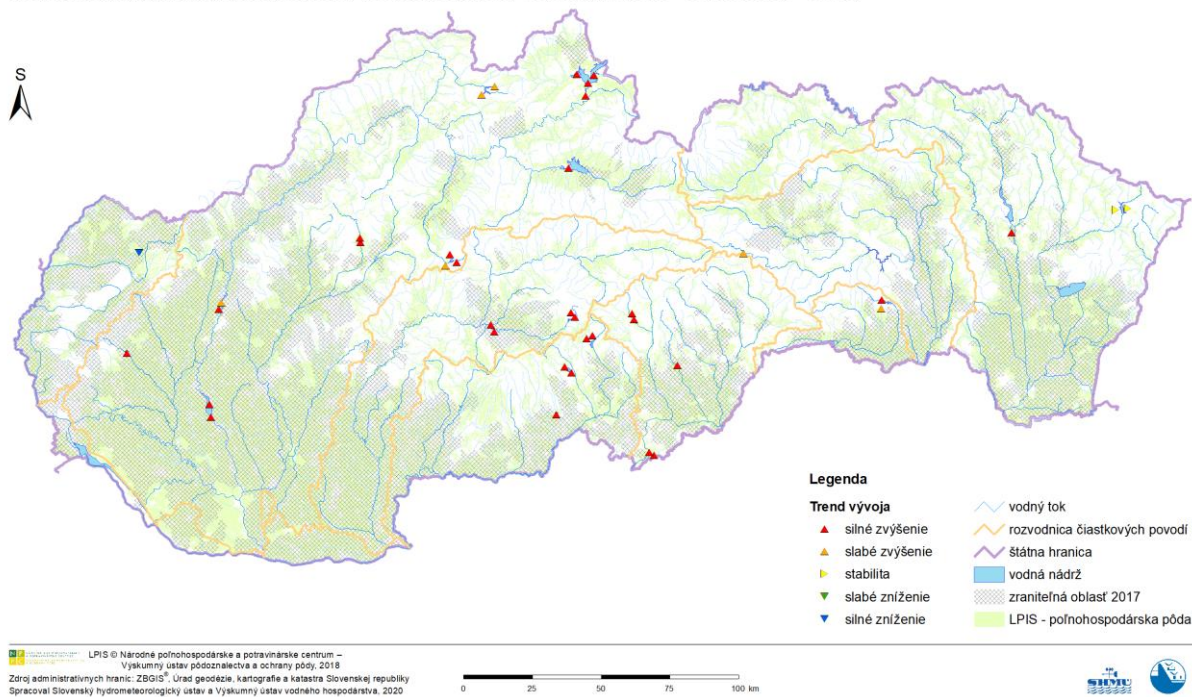 S
Legenda
Trend vývoja
silné zvýšenie
slabé zvýšenie
stabilita
slabé zníženie
silné zníženie
vodný tok
rozvodnica čiastkových povodí
štátna hranica
vodná nádrž
zraniteľná oblasť 2017
LPIS - poľnohospodárska pôda
LPIS © Národné poľnohospodárske a potravinárske centrum –
Výskumný ústav pôdoznalectva a ochrany pôdy, 2018
Zdroj administratívnych hraníc: ZBGIS®, Úrad geodézie, kartografie a katastra Slovenskej republiky
Spracoval Slovenský hydrometeorologický ústav a Výskumný ústav vodného hospodárstva, 2020
0 25 50 75 100 km
SHMÚ